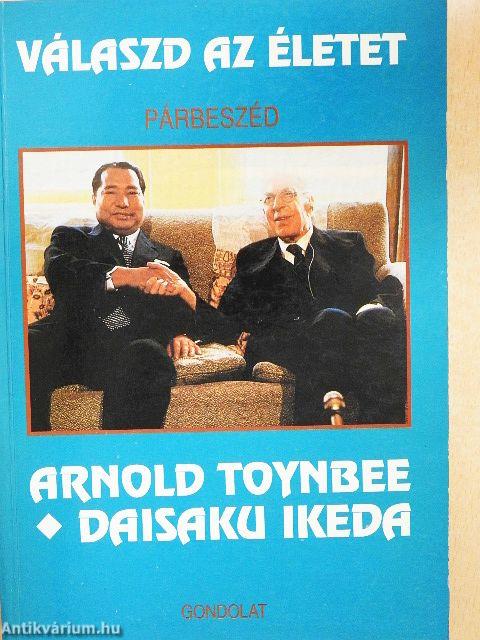 VÁLASZD AZ ÉLETET
PÁRBESZÉD
ARNOLD TOYNBEE
◆ DAISAKU IKEDA
GONDOLAT
Antikvárium.hu